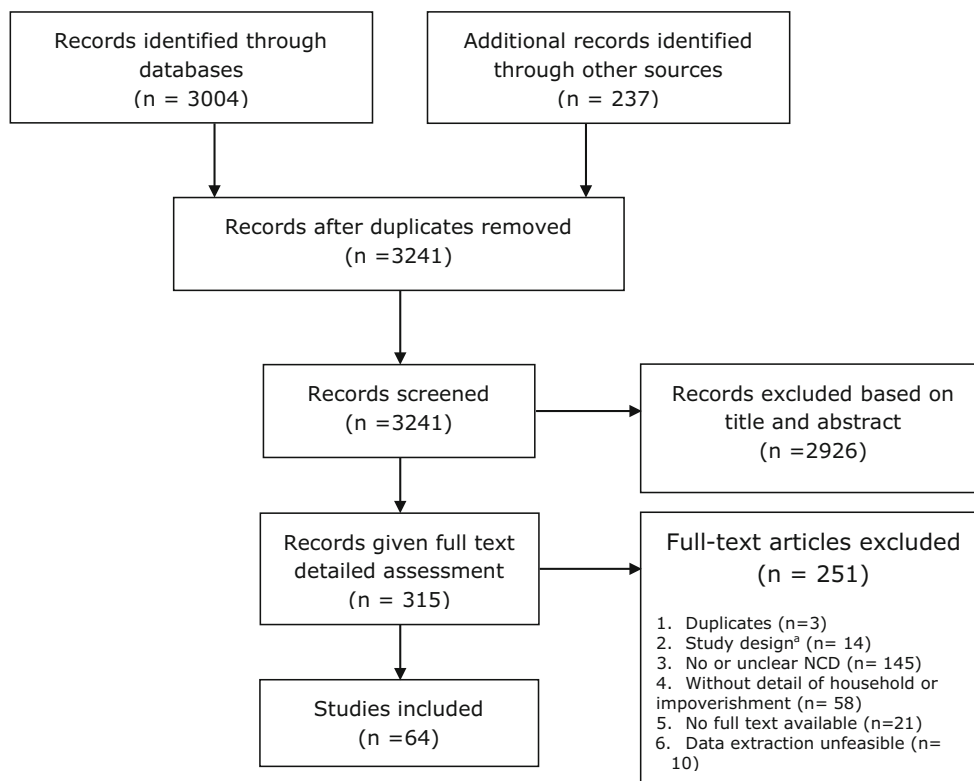 Records identified through
databases
(n = 3004)
Additional records identified
through other sources
(n = 237)
Records after duplicates removed
(n =3241)
Records screened
(n =3241)
Records excluded based on
title and abstract
(n =2926)
Records given full text
detailed assessment
(n = 315)
Full-text articles excluded
(n = 251)
1. Duplicates (n=3)
2. Study designᵃ (n= 14)
3. No or unclear NCD (n= 145)
4. Without detail of household or
impoverishment (n= 58)
5. No full text available (n=21)
6. Data extraction unfeasible (n=
10)
Studies included
(n =64)